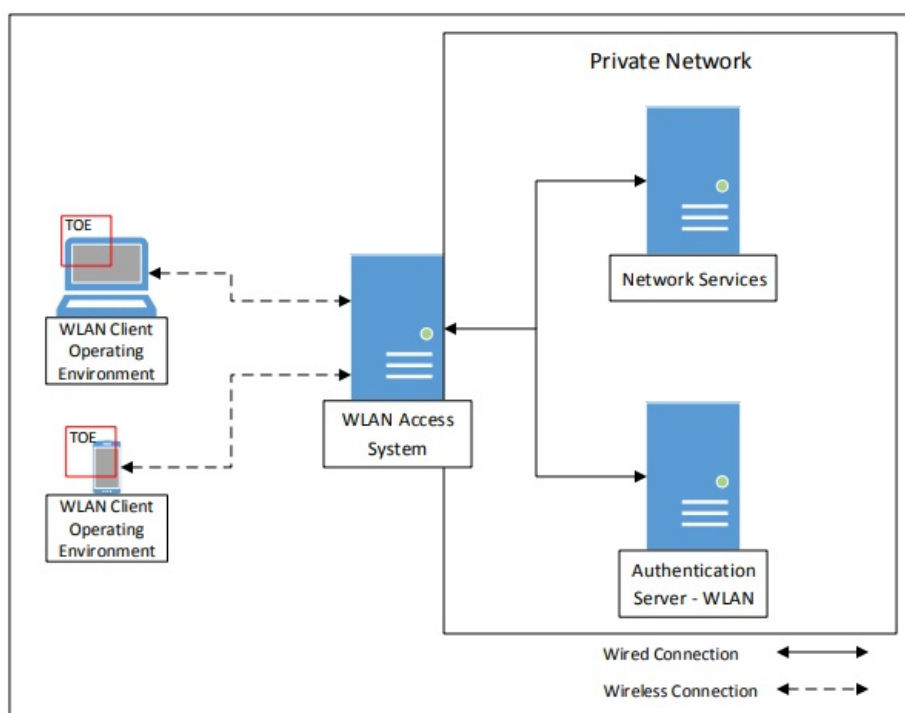 Private Network
TOE
WLAN Client
Operating
Environment
TOE
WLAN Client
Operating
Environment
WLAN Access
System
Network Services
Authentication
Server - WLAN
Wired Connection
Wireless Connection